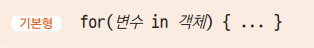 기본형 for(변수 in 객체) { ... }